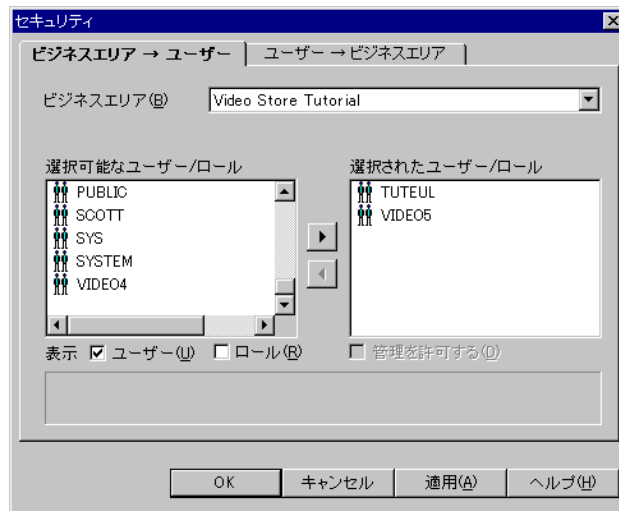 セキュリティ
ビジネスエリア → ユーザー
ユーザー → ビジネスエリア
ビジネスエリア(B)
Video Store Tutorial
選択可能なユーザー/ロール
選択されたユーザー/ロール
PUBLIC
SCOTT
SYS
SYSTEM
VIDEO4
TUTEUL
VIDEO5
表示
ユーザー(U)
ロール(R)
管理を許可する(D)
OK
キャンセル
適用(A)
ヘルプ(H)